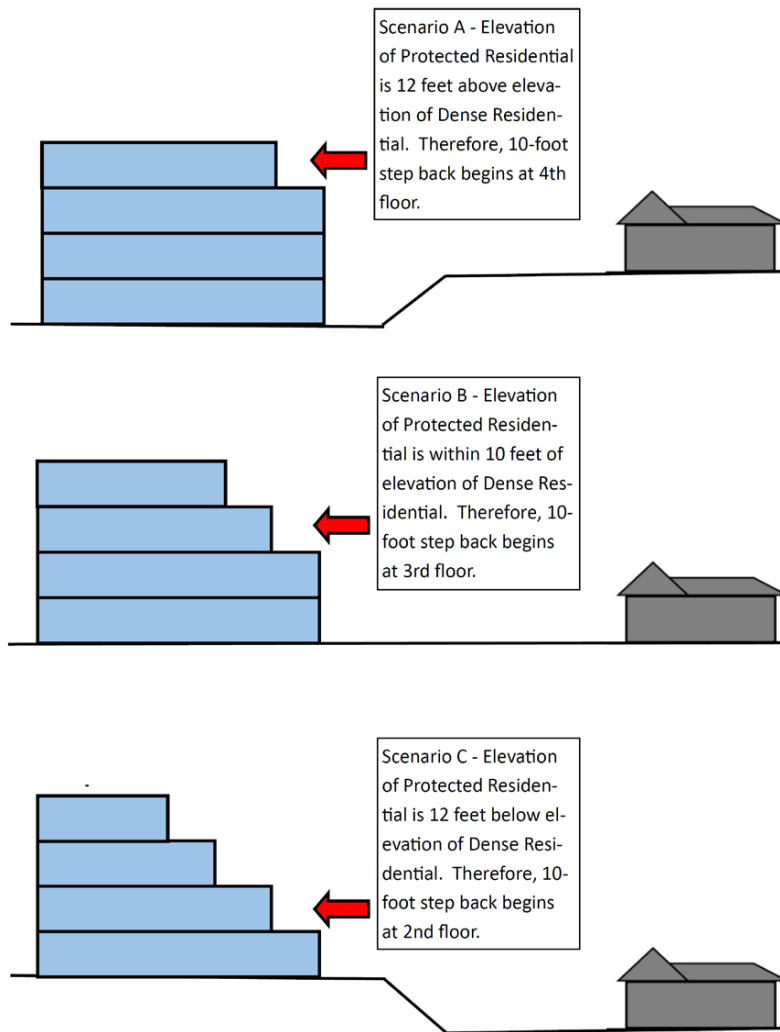 Scenario A - Elevation
of Protected Residential
is 12 feet above eleva-
tion of Dense Residen-
tial.  Therefore, 10-foot
step back begins at 4th
floor.
Scenario B - Elevation
of Protected Residen-
tial is within 10 feet of
elevation of Dense Res-
idential.  Therefore, 10-
foot step back begins
at 3rd floor.
Scenario C - Elevation
of Protected Residen-
tial is 12 feet below el-
evation of Dense Resi-
dential.  Therefore, 10-
foot step back begins
at 2nd floor.